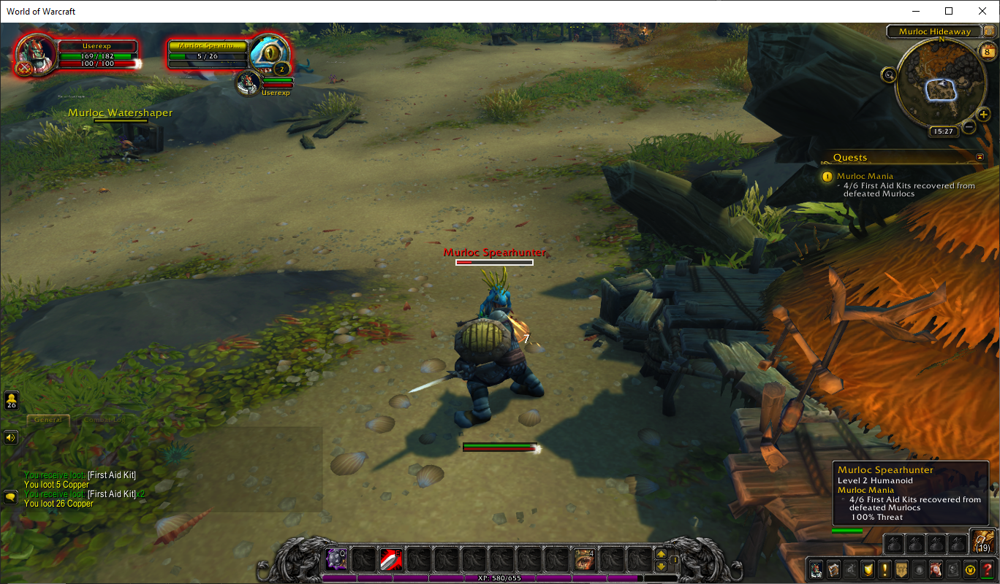 World of Warcraft
Userexp
169 / 182
100 / 100
Murloc Spearhu
5 / 26
2
Userexp
Murloc Hideaway
N
8
15:27
Murloc Watershaper
Quests
Murloc Mania
- 4/6 First Aid Kits recovered from
defeated Murlocs
Murloc Spearhunter
7
26
General
Combat Log
You receive loot: [First Aid Kit]
You loot 5 Copper
You receive loot: [First Aid Kit]x2
You loot 26 Copper
Murloc Spearhunter
Level 2 Humanoid
Murloc Mania
- 4/6 First Aid Kits recovered from
defeated Murlocs
100% Threat
Q
4
1
(19)
XP: 580/655